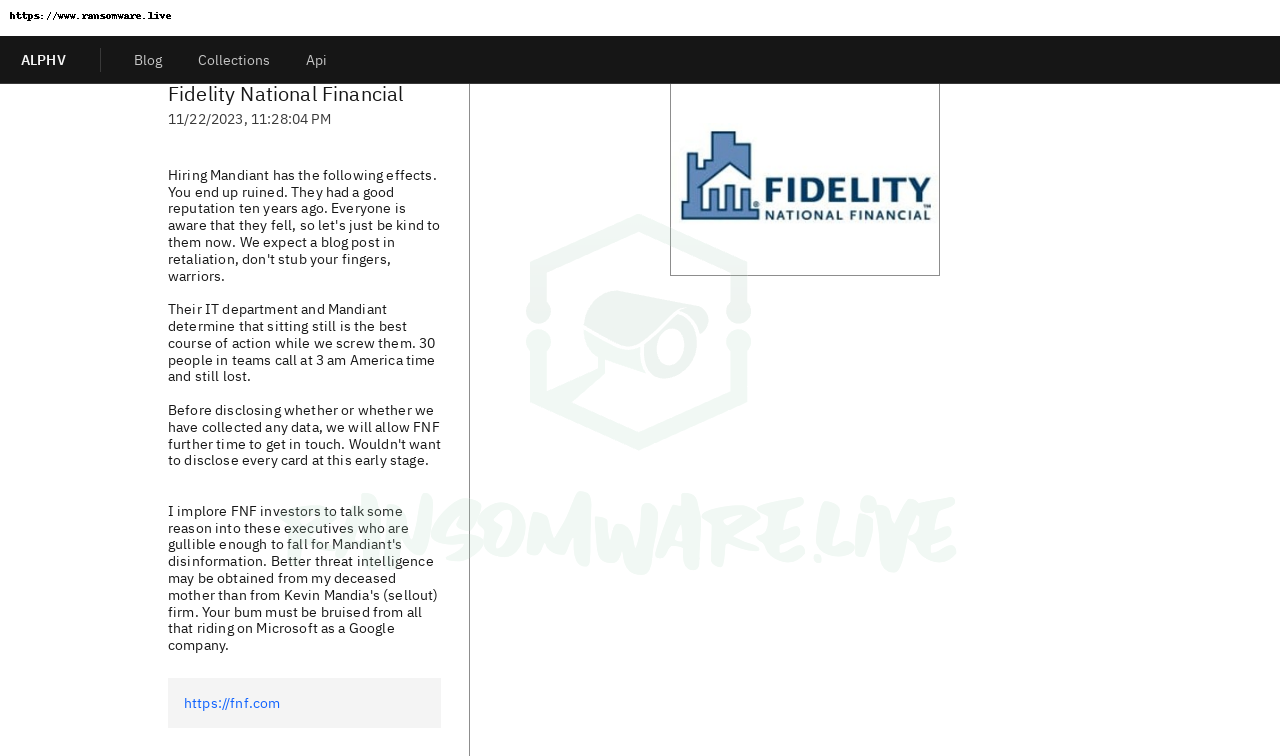 https://www.ransomware.live
ALPHV
Blog
Collections
Api
Fidelity National Financial
11/22/2023, 11:28:04 PM
Hiring Mandiant has the following effects.
You end up ruined. They had a good
reputation ten years ago. Everyone is
aware that they fell, so let's just be kind to
them now. We expect a blog post in
retaliation, don't stub your fingers,
warriors.
Their IT department and Mandiant
determine that sitting still is the best
course of action while we screw them. 30
people in teams call at 3 am America time
and still lost.
Before disclosing whether or whether we
have collected any data, we will allow FNF
further time to get in touch. Wouldn't want
to disclose every card at this early stage.
I implore FNF investors to talk some
reason into these executives who are
gullible enough to fall for Mandiant's
disinformation. Better threat intelligence
may be obtained from my deceased
mother than from Kevin Mandia's (sellout)
firm. Your bum must be bruised from all
that riding on Microsoft as a Google
company.
https://fnf.com
FIDELITY™
NATIONAL FINANCIAL®
RANSOMWARE.LIVE